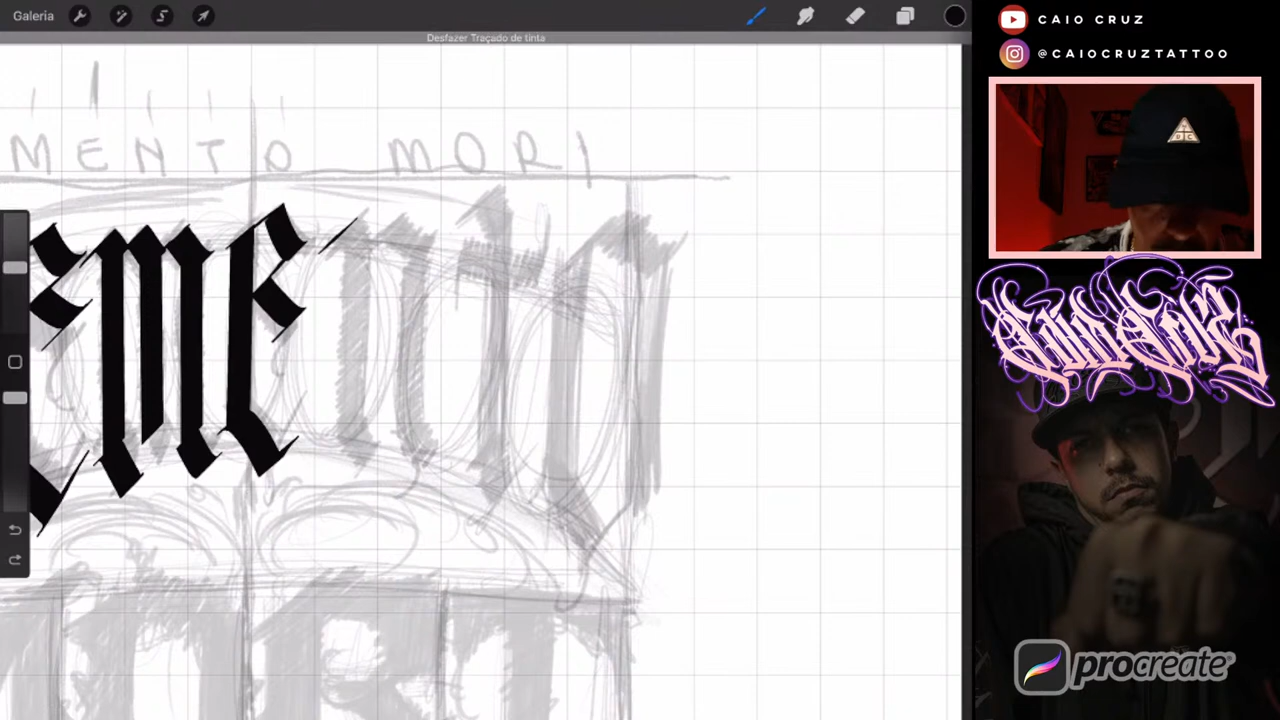 Galeria
Desfazer Traçado de tinta
CAIO CRUZ
@CAIOCRUZTATTOO
MENTO MORI
EME
procreate